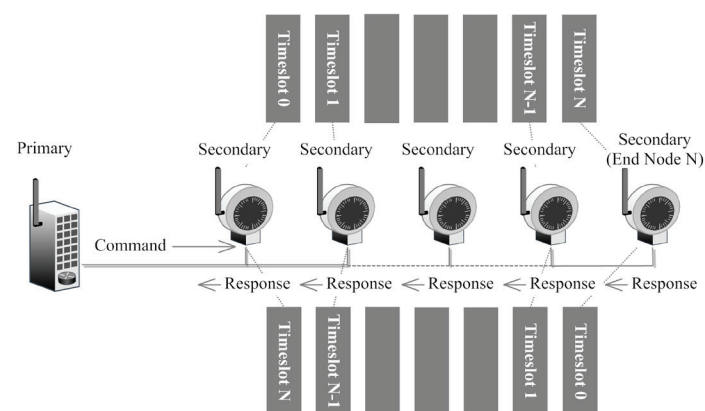 Timeslot 0
Timeslot 1
Timeslot N-1
Timeslot N
Primary
Secondary
Secondary
Secondary
Secondary
Secondary
(End Node N)
Command
Response
Response
Response
Response
Response
Timeslot N
Timeslot N-1
Timeslot 1
Timeslot 0